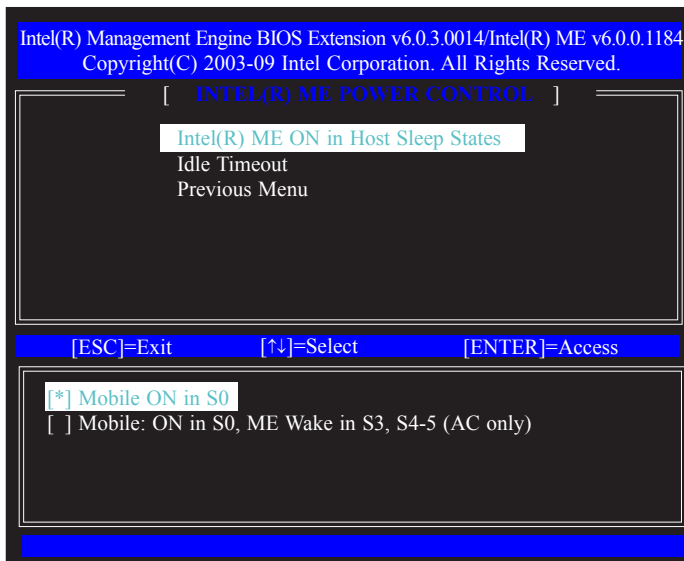 Intel(R) Management Engine BIOS Extension v6.0.3.0014/Intel(R) ME v6.0.0.1184
Copyright(C) 2003-09 Intel Corporation. All Rights Reserved.
[ INTEL(R) ME POWER CONTROL ]
Intel(R) ME ON in Host Sleep States
Idle Timeout
Previous Menu
[ESC]=Exit [↑↓]=Select [ENTER]=Access
[*] Mobile ON in S0
[ ] Mobile: ON in S0, ME Wake in S3, S4-5 (AC only)